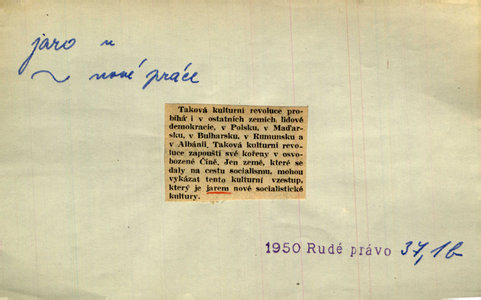 jaro n
~ nové práce
Taková kulturní revoluce pro-
bíhá i v ostatních zemích lidové
demokracie, v Polsku, v Maďar-
sku, v Bulharsku, v Rumunsku a
v Albánii. Taková kulturní revo-
luce zapouští své kořeny v osvo-
bozené Číně. Jen země, které se
daly na cestu socialismu, mohou
vykázat tento kulturní vzestup,
který je jarem nové socialistické
kultury.
1950 Rudé právo 37,1b